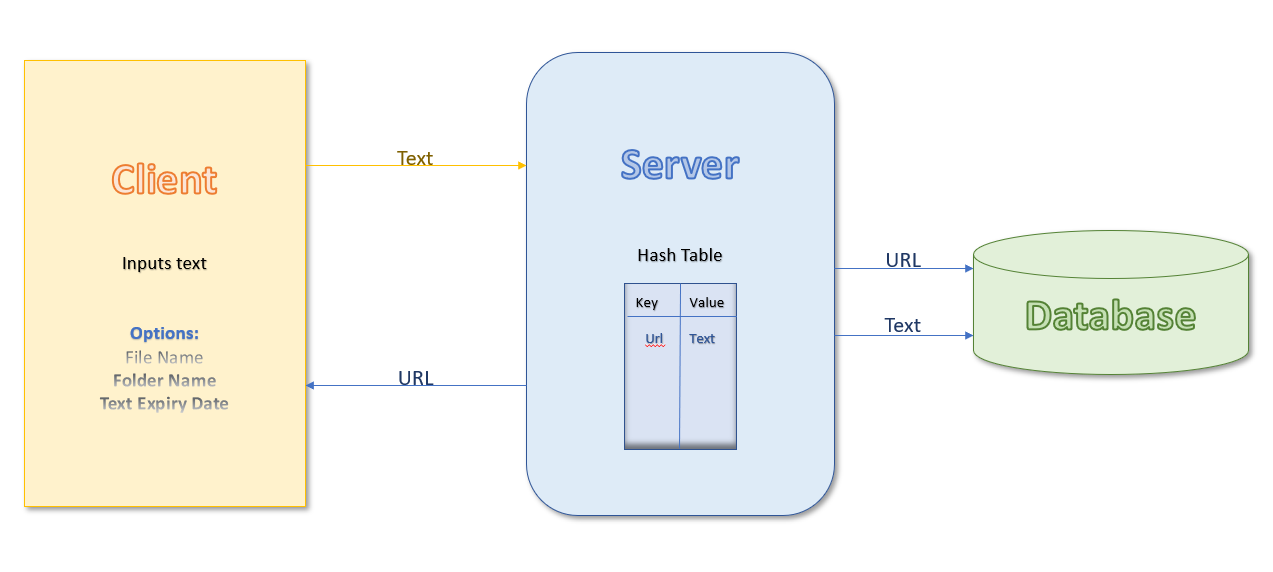 Client
Inputs text
Options:
File Name
Folder Name
Text Expiry Date
Text
URL
Server
Hash Table
Key Value
Url Text
URL
Text
Database